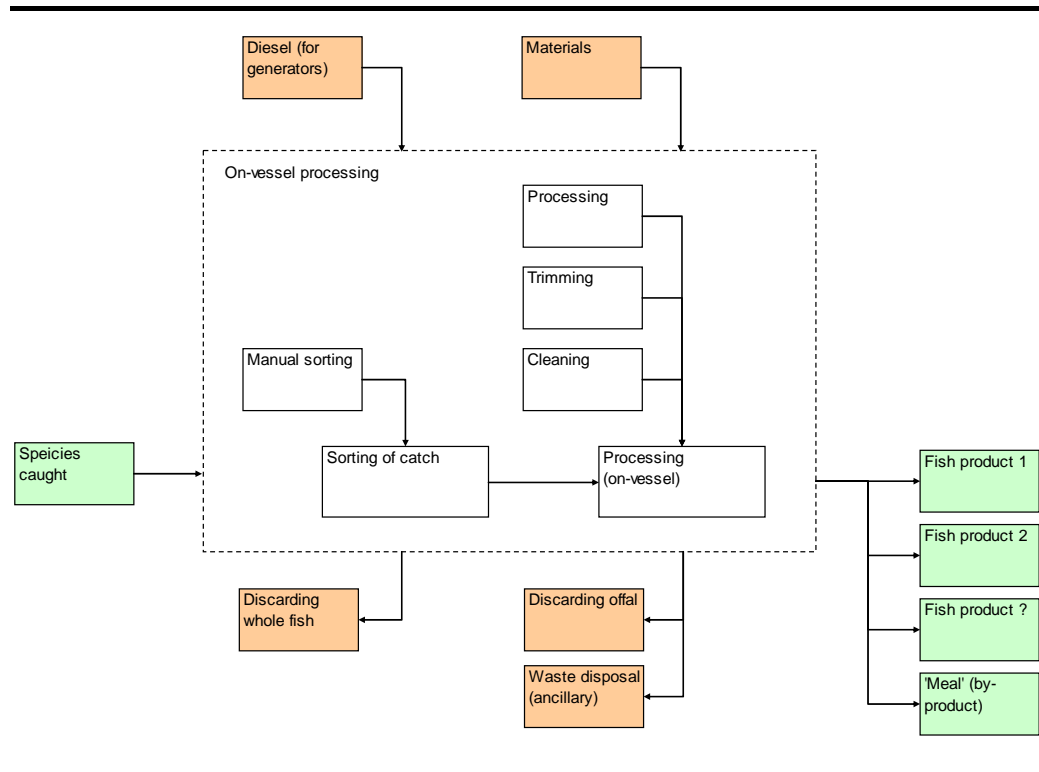 Diesel (for
generators)
Materials
On-vessel processing
Processing
Trimming
Manual sorting
Cleaning
Speicies
caught
Sorting of catch
Processing
(on-vessel)
Fish product 1
Fish product 2
Discarding
whole fish
Discarding offal
Fish product ?
Waste disposal
(ancillary)
'Meal' (by-
product)